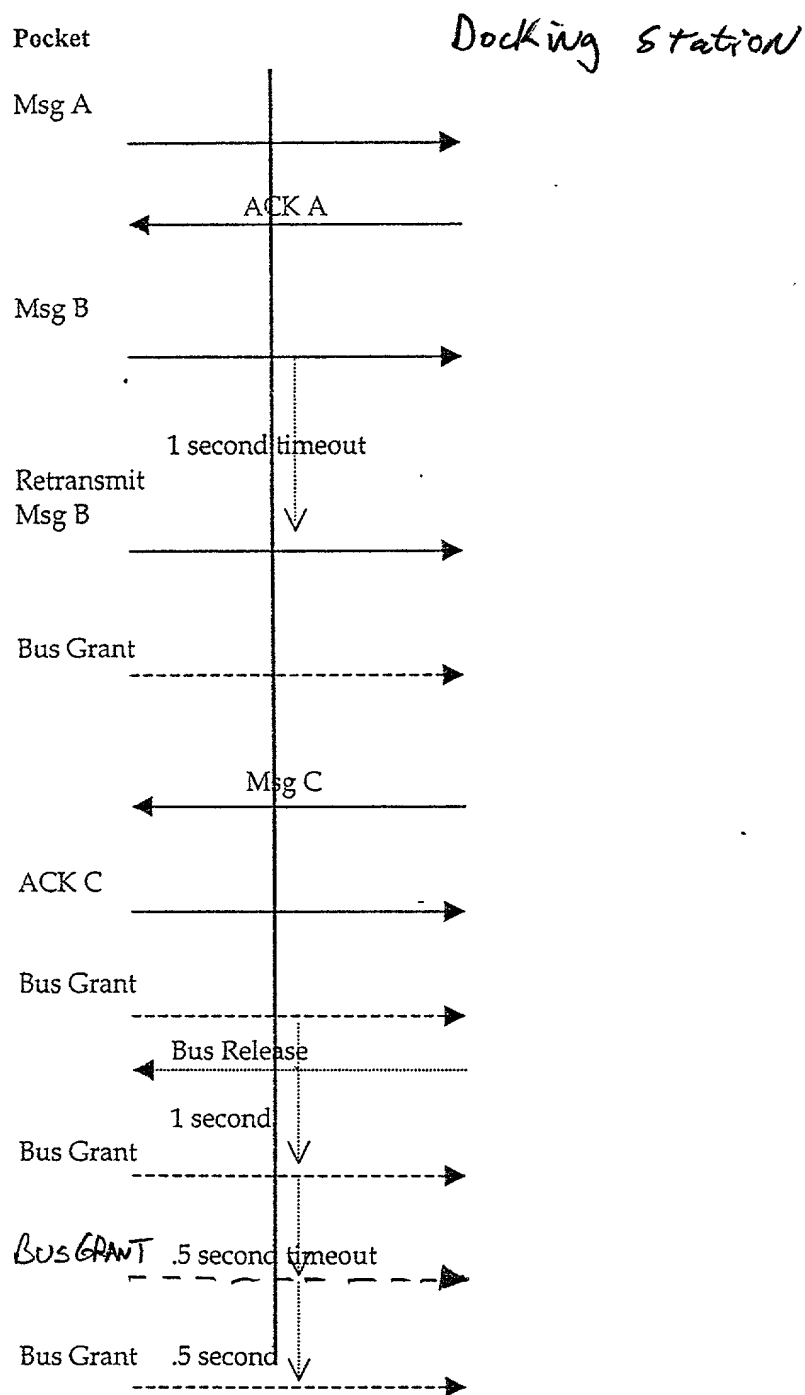 Pocket
Docking Station
Msg A
ACK A
Msg B
1 second timeout
Retransmit
Msg B
Bus Grant
Msg C
ACK C
Bus Grant
Bus Release
1 second
Bus Grant
BUS GRANT .5 second timeout
Bus Grant .5 second